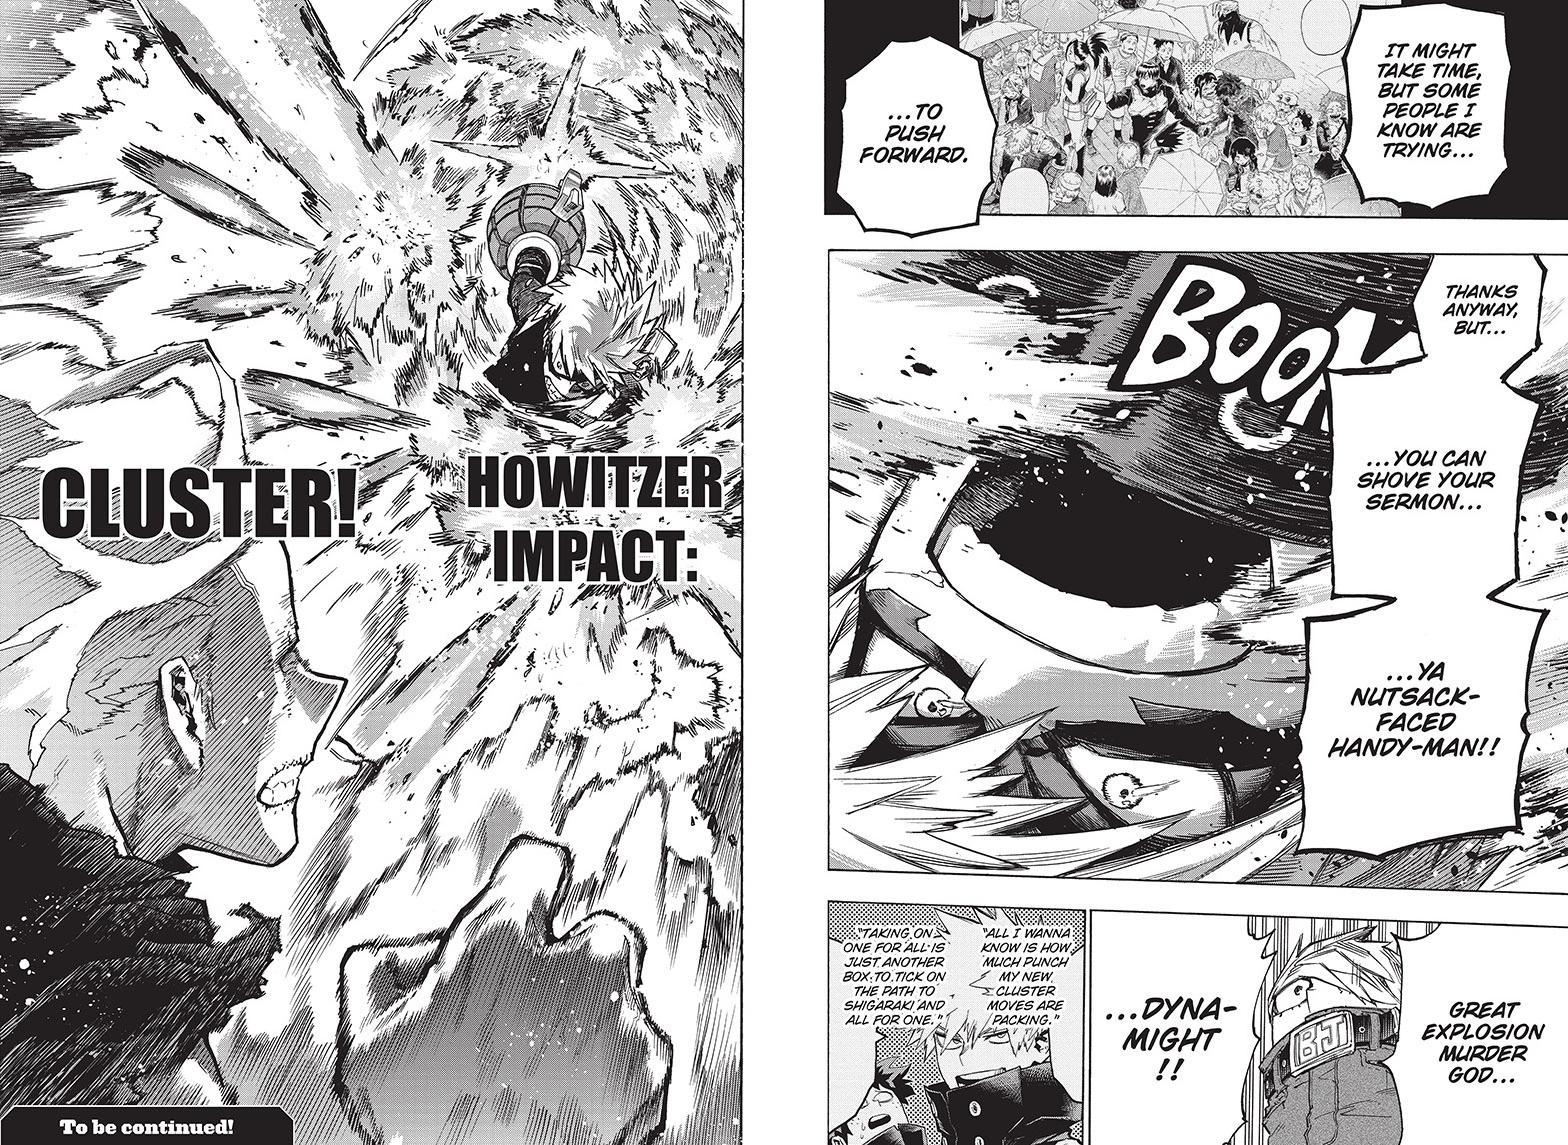 IT MIGHT
TAKE TIME,
BUT SOME
PEOPLE I
KNOW ARE
TRYING...
...TO
PUSH
FORWARD.
THANKS
ANYWAY,
BUT...
BOOM
...YOU CAN
SHOVE YOUR
SERMON...
...YA
NUTSACK-
FACED
HANDY-MAN!!
GREAT
EXPLOSION
MURDER
GOD...
BJ
...DYNA-
MIGHT
!!
"ALL I WANNA
KNOW IS HOW
MUCH PUNCH
MY NEW
CLUSTER
MOVES ARE
PACKING."
"TAKING ON
ONE FOR ALL IS
JUST ANOTHER
BOX TO TICK ON
THE PATH TO
SHIGARAKI AND
ALL FOR ONE."
HOWITZER
IMPACT:
CLUSTER!
To be continued!